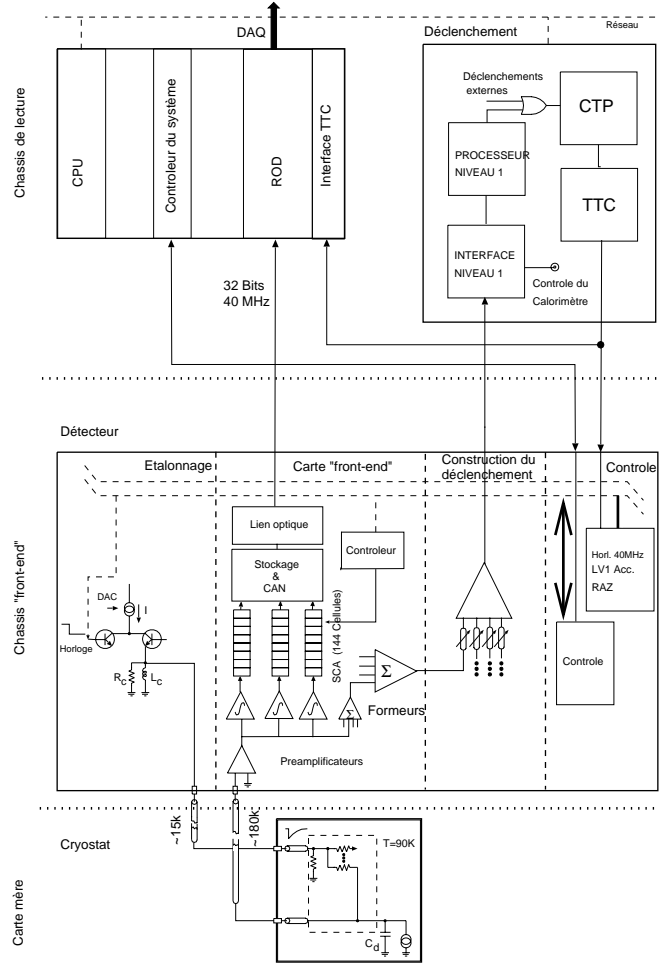 DAQ
Déclenchement
Réseau
Chassis de lecture
CPU
Controleur du système
ROD
Interface TTC
Déclenchements
externes
CTP
PROCESSEUR
NIVEAU 1
TTC
INTERFACE
NIVEAU 1
Controle du
Calorimètre
32 Bits
40 MHz
Détecteur
Chassis "front-end"
Etalonnage
Carte "front-end"
Construction du
déclenchement
Controle
Lien optique
Stockage
&
CAN
Controleur
Horl. 40MHz
LV1 Acc.
RAZ
DAC
I
Horloge
SCA (144 Cellules)
Rc
Lc
Σ
Σ
Formeurs
Controle
Preamplificateurs
~15k
~180k
Cryostat
Carte mère
T=90K
Cd